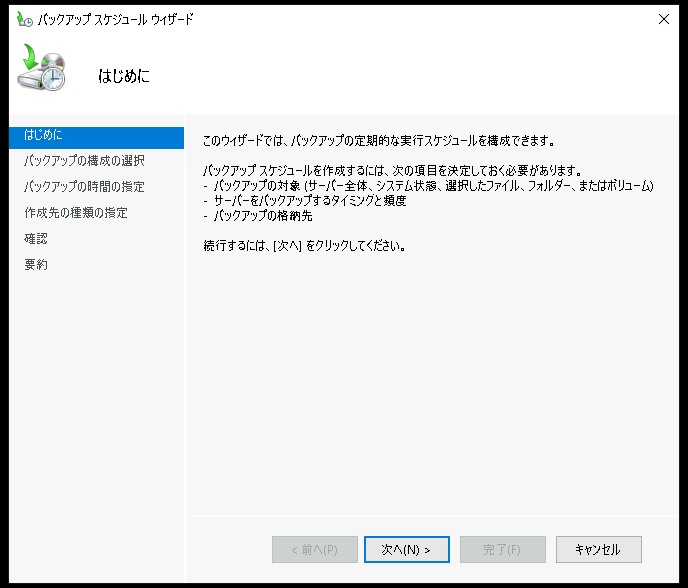 バックアップ スケジュール ウィザード
はじめに
はじめに
バックアップの構成の選択
バックアップの時間の指定
作成先の種類の指定
確認
要約
このウィザードでは、バックアップの定期的な実行スケジュールを構成できます。
バックアップ スケジュールを作成するには、次の項目を決定しておく必要があります。
- バックアップの対象 (サーバー全体、システム状態、選択したファイル、フォルダー、またはボリューム)
- サーバーをバックアップするタイミングと頻度
- バックアップの格納先
続行するには、[次へ] をクリックしてください。
< 前へ(P)
次へ(N) >
完了(F)
キャンセル